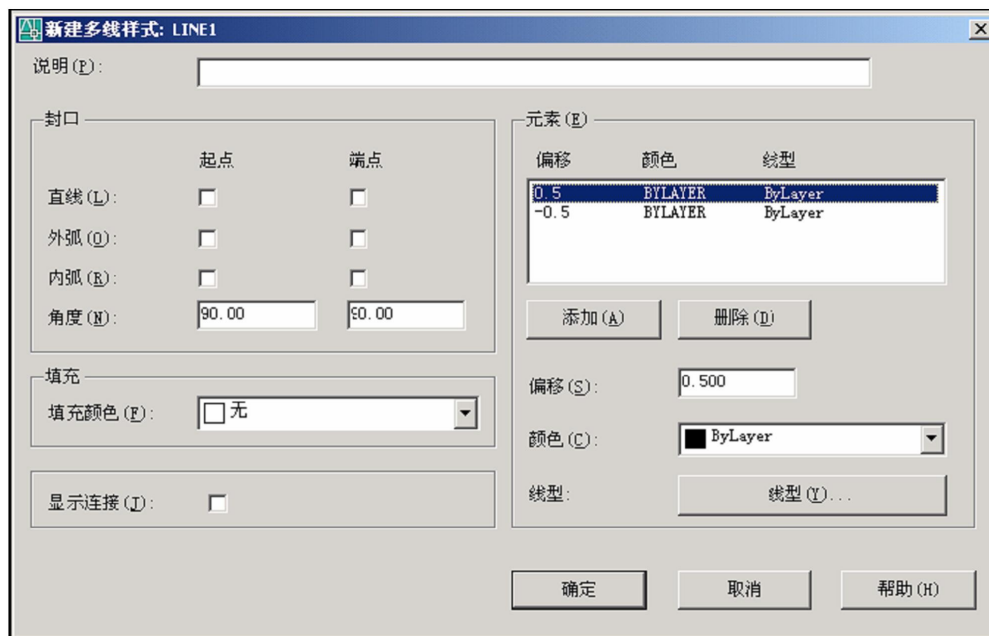 新建多线样式: LINE1
说明(P):
封口
起点 端点
直线(L):
外弧(O):
内弧(R):
角度(N): 90.00 90.00
填充
填充颜色(F): 无
显示连接(J):
元素(E)
偏移 颜色 线型
0.5 BYLAYER ByLayer
-0.5 BYLAYER ByLayer
添加(A) 删除(D)
偏移(S): 0.500
颜色(C): ByLayer
线型: 线型(Y)...
确定 取消 帮助(H)